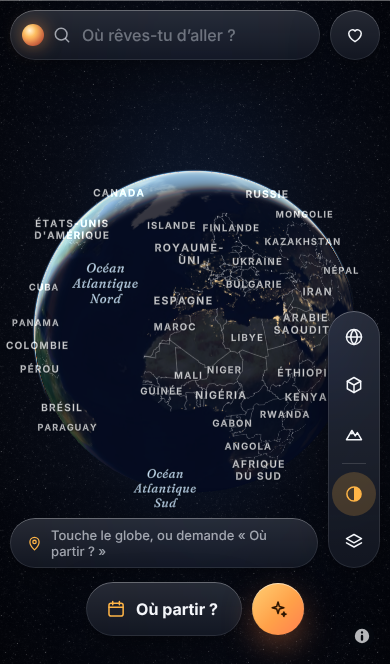 Où rêves-tu d'aller ?
CANADA
RUSSIE
MONGOLIE
ÉTATS-UNIS
D'AMÉRIQUE
ISLANDE
FINLANDE
KAZAKHSTAN
ROYAUME-
UNI
UKRAINE
Océan
Atlantique
Nord
NÉPAL
BULGARIE
CUBA
IRAN
ESPAGNE
ARABIE
SAOUDIT
PANAMA
MAROC
LIBYE
COLOMBIE
PÉROU
MALI
NIGER
ÉTHIOPI
GUINÉE
NIGÉRIA
KENYA
BRÉSIL
RWANDA
PARAGUAY
GABON
ANGOLA
AFRIQUE
DU SUD
Océan
Atlantique
Sud
Touche le globe, ou demande « Où
partir ? »
Où partir ?